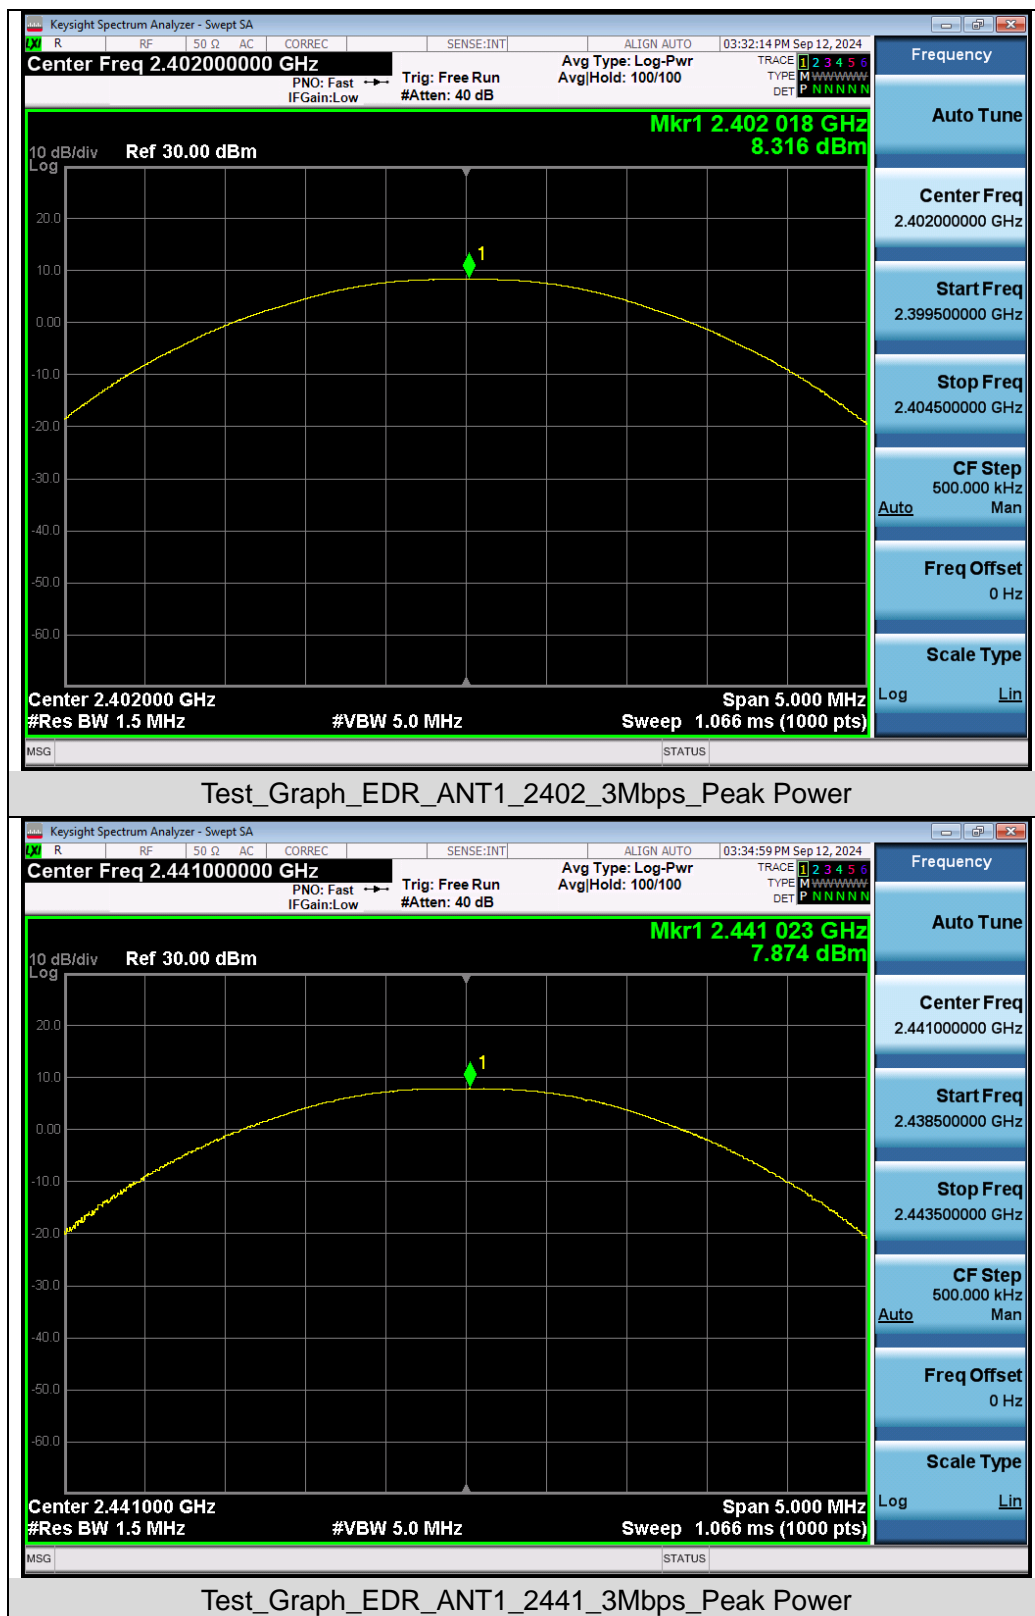 Keysight Spectrum Analyzer - Swept SA
LXI R RF 50 Ω AC CORREC SENSE:INT ALIGN AUTO 03:32:14 PM Sep 12, 2024
Center Freq 2.402000000 GHz
PNO: Fast
IFGain:Low
Trig: Free Run
#Atten: 40 dB
Avg Type: Log-Pwr
Avg|Hold: 100/100
TRACE 1 2 3 4 5 6
TYPE M WWWWW
DET P N N N N N
Mkr1 2.402 018 GHz
8.316 dBm
10 dB/div Ref 30.00 dBm
Log
20.0
1
10.0
0.00
-10.0
-20.0
-30.0
-40.0
-50.0
-60.0
Center 2.402000 GHz Span 5.000 MHz
#Res BW 1.5 MHz #VBW 5.0 MHz Sweep 1.066 ms (1000 pts)
MSG STATUS
Frequency
Auto Tune
Center Freq
2.402000000 GHz
Start Freq
2.399500000 GHz
Stop Freq
2.404500000 GHz
CF Step
500.000 kHz
Auto Man
Freq Offset
0 Hz
Scale Type
Log Lin
Test_Graph_EDR_ANT1_2402_3Mbps_Peak Power
Keysight Spectrum Analyzer - Swept SA
LXI R RF 50 Ω AC CORREC SENSE:INT ALIGN AUTO 03:34:59 PM Sep 12, 2024
Center Freq 2.441000000 GHz
PNO: Fast
IFGain:Low
Trig: Free Run
#Atten: 40 dB
Avg Type: Log-Pwr
Avg|Hold: 100/100
TRACE 1 2 3 4 5 6
TYPE M WWWWW
DET P N N N N N
Mkr1 2.441 023 GHz
7.874 dBm
10 dB/div Ref 30.00 dBm
Log
20.0
1
10.0
0.00
-10.0
-20.0
-30.0
-40.0
-50.0
-60.0
Center 2.441000 GHz Span 5.000 MHz
#Res BW 1.5 MHz #VBW 5.0 MHz Sweep 1.066 ms (1000 pts)
MSG STATUS
Frequency
Auto Tune
Center Freq
2.441000000 GHz
Start Freq
2.438500000 GHz
Stop Freq
2.443500000 GHz
CF Step
500.000 kHz
Auto Man
Freq Offset
0 Hz
Scale Type
Log Lin
Test_Graph_EDR_ANT1_2441_3Mbps_Peak Power